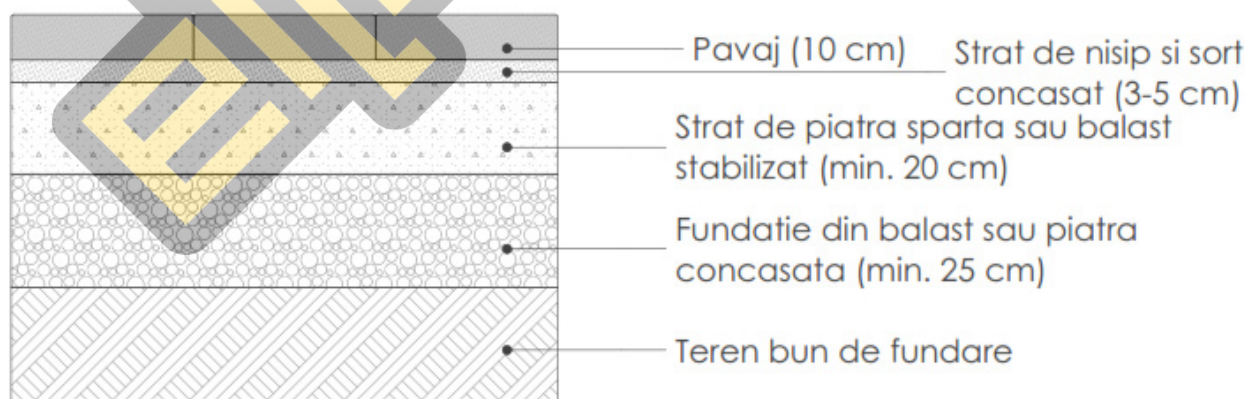 Pavaj (10 cm)
Strat de nisip si sort
concasat (3-5 cm)
Strat de piatra sparta sau balast
stabilizat (min. 20 cm)
Fundatie din balast sau piatra
concasata (min. 25 cm)
Teren bun de fundare